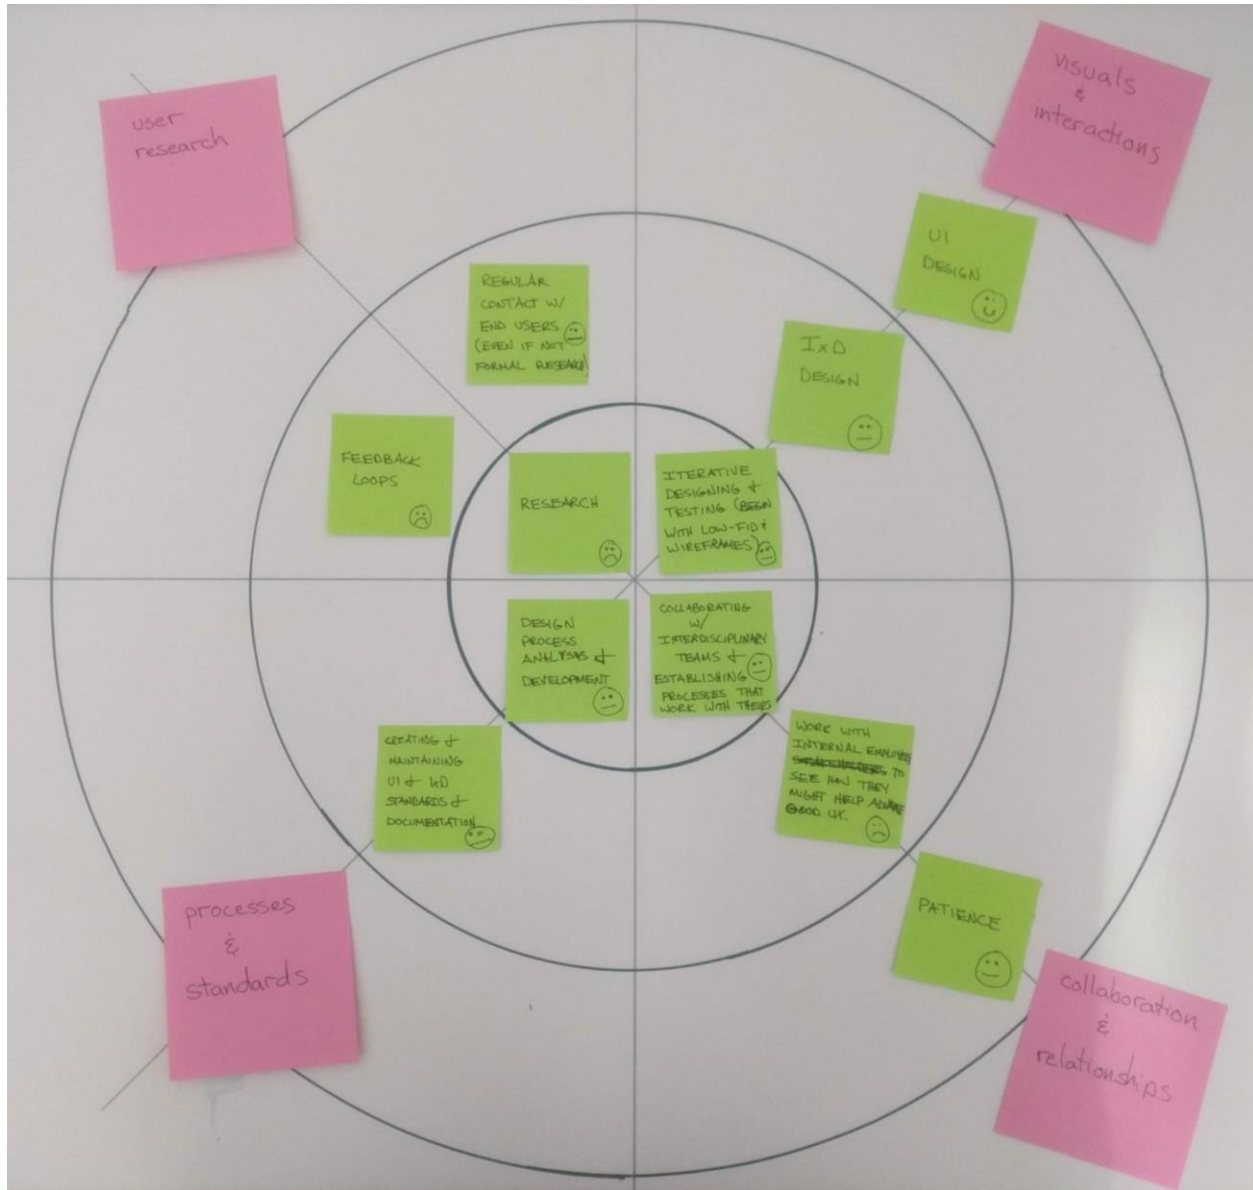 user
research
visuals
&
interactions
UI
DESIGN
REGULAR
CONTACT W/
END USERS
(EVEN IF NOT
FORMAL RESEARCH)
IxD
DESIGN
FEEDBACK
LOOPS
RESEARCH
ITERATIVE
DESIGNING &
TESTING (BEGIN
WITH LOW-FID &
WIREFRAMES)
DESIGN
PROCESS
ANALYSIS &
DEVELOPMENT
COLLABORATING
W/
INTERDISCIPLINARY
TEAMS &
ESTABLISHING
PROCESSES THAT
WORK WITH THEIRS
CREATING &
MAINTAINING
UI &
STANDARDS &
DOCUMENTATION
WORK WITH
INTERNAL EMPLOYEES
TO
SEE HOW THEY
MIGHT HELP ADVANCE
GOOD UX.
PATIENCE
processes
&
standards
collaboration
&
relationships